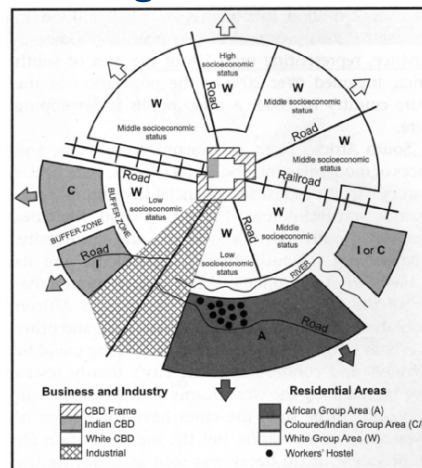 High
socioeconomic
status
W
Road
W
W
Middle socioeconomic
status
Middle socioeconomic
status
Road
W
Road
Middle socioeconomic
status
C
BUFFER ZONE
W
Low
socioeconomic
status
Railroad
W
Middle
socioeconomic
status
W
Low
socioeconomic
status
BUFFER ZONE
Road
I
I or C
RIVER
A
Road
Business and Industry
CBD Frame
Indian CBD
White CBD
Industrial
Residential Areas
African Group Area (A)
Coloured/Indian Group Area (C/
White Group Area (W)
Workers' Hostel